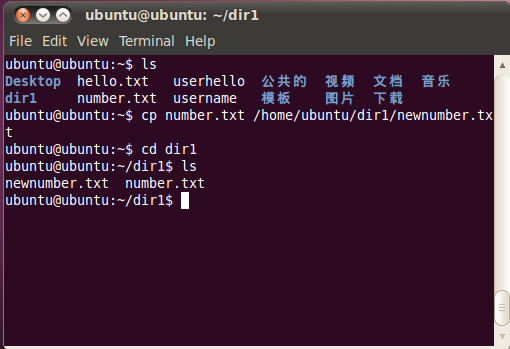 ubuntu@ubuntu: ~/dir1
File Edit View Terminal Help
ubuntu@ubuntu:~$ ls
Desktop hello.txt userhello 公共的 视频 文档 音乐
dir1 number.txt username 模板 图片 下载
ubuntu@ubuntu:~$ cp number.txt /home/ubuntu/dir1/newnumber.tx
t
ubuntu@ubuntu:~$ cd dir1
ubuntu@ubuntu:~/dir1$ ls
newnumber.txt number.txt
ubuntu@ubuntu:~/dir1$